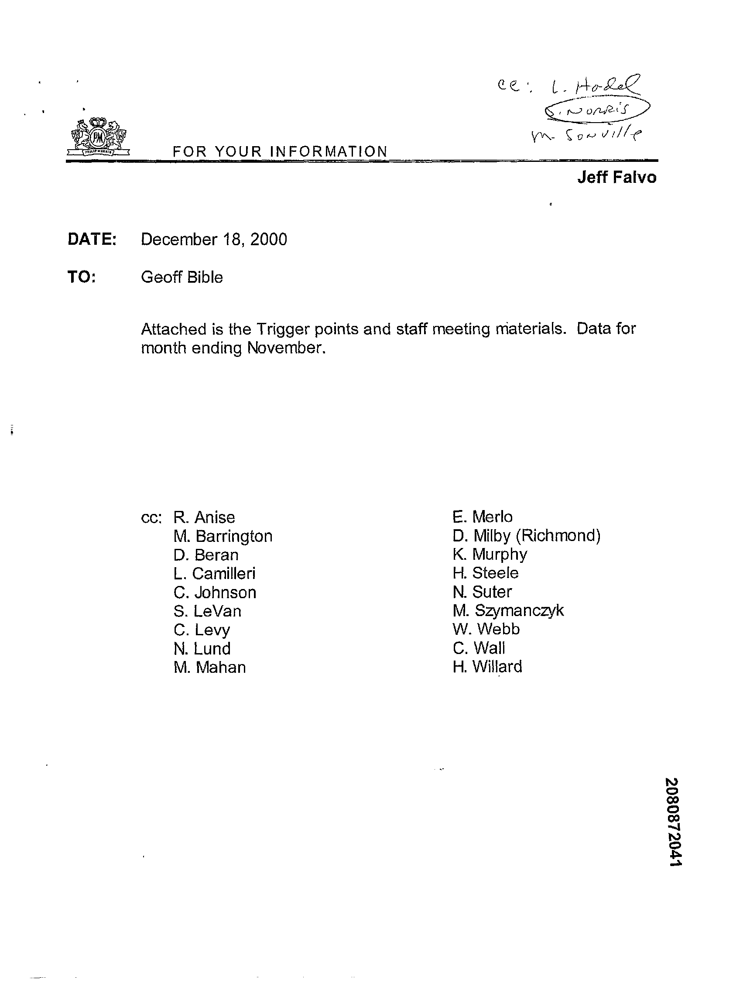 cc: L. Hodel
S. NORRIS
M. Sonville
PM
FOR YOUR INFORMATION
Jeff Falvo
DATE: December 18, 2000
TO: Geoff Bible
Attached is the Trigger points and staff meeting materials. Data for
month ending November.
cc: R. Anise
M. Barrington
D. Beran
L. Camilleri
C. Johnson
S. LeVan
C. Levy
N. Lund
M. Mahan
E. Merlo
D. Milby (Richmond)
K. Murphy
H. Steele
N. Suter
M. Szymanczyk
W. Webb
C. Wall
H. Willard
2080872041